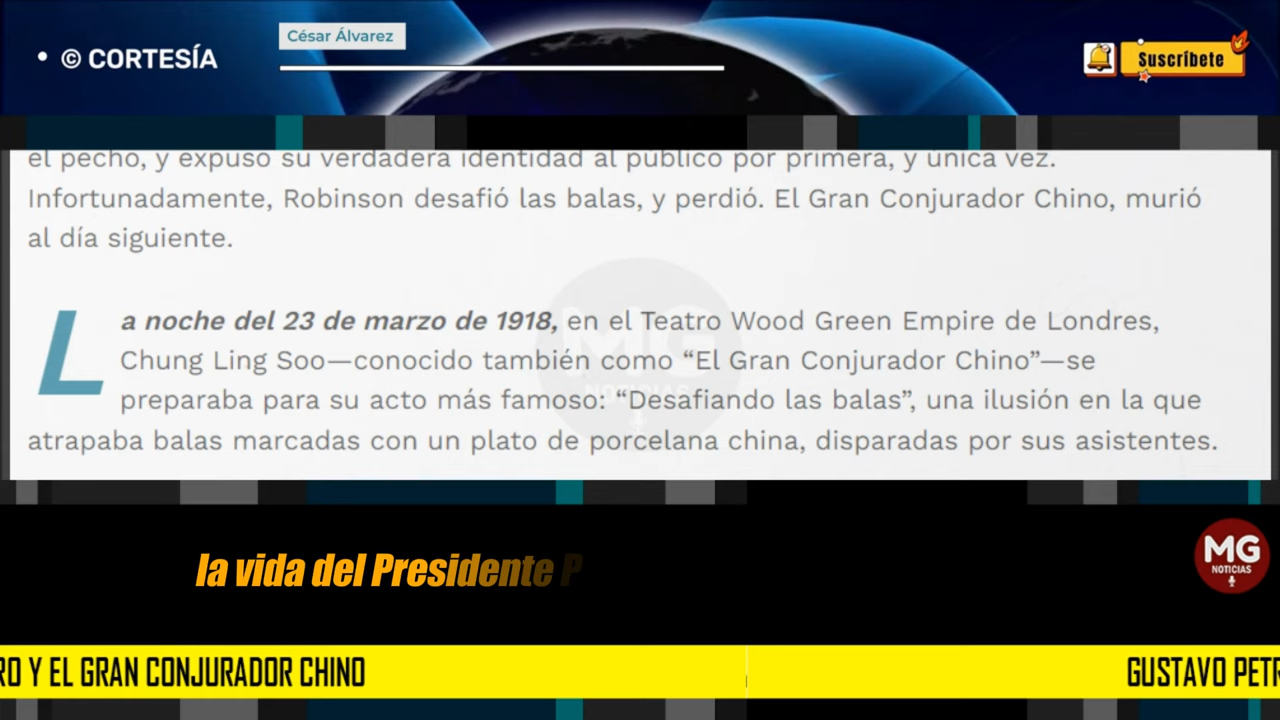 • © CORTESÍA
César Álvarez
Suscríbete
el pecho, y expuso su verdadera identidad al público por primera, y única vez.
Infortunadamente, Robinson desafió las balas, y perdió. El Gran Conjurador Chino, murió
al día siguiente.
La noche del 23 de marzo de 1918, en el Teatro Wood Green Empire de Londres,
Chung Ling Soo—conocido también como “El Gran Conjurador Chino”—se
preparaba para su acto más famoso: “Desafiando las balas”, una ilusión en la que
atrapaba balas marcadas con un plato de porcelana china, disparadas por sus asistentes.
MG
NOTICIAS
la vida del Presidente P
MG
NOTICIAS
RO Y EL GRAN CONJURADOR CHINO
GUSTAVO PETR